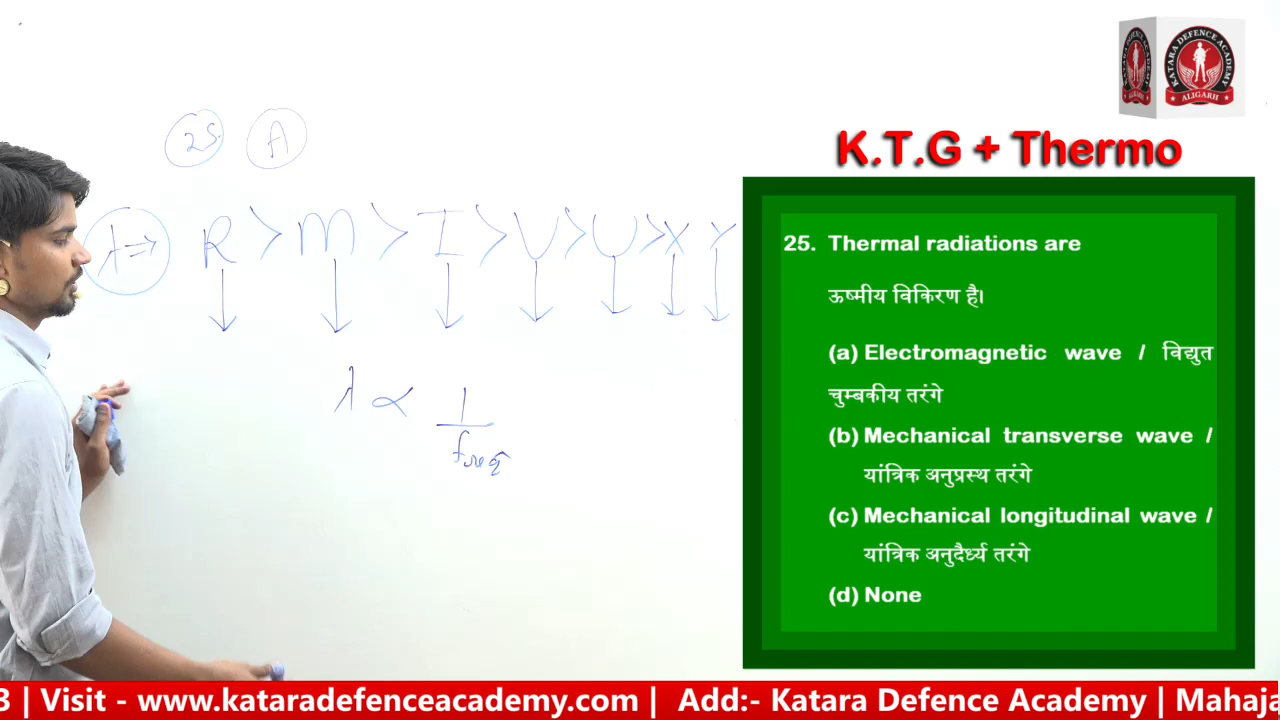 KATARA DEFENCE ACADEMY
ALIGARH
K.T.G + Thermo
25 A
λ ⇒ R > M > I > V > U > X γ
λ ∝ 1/freq
25. Thermal radiations are
ऊष्मीय विकिरण है।
(a) Electromagnetic wave / विद्युत
चुम्बकीय तरंगे
(b) Mechanical transverse wave /
यांत्रिक अनुप्रस्थ तरंगे
(c) Mechanical longitudinal wave /
यांत्रिक अनुदैर्ध्य तरंगे
(d) None
3 | Visit - www.kataradefenceacademy.com | Add:- Katara Defence Academy | Mahaja